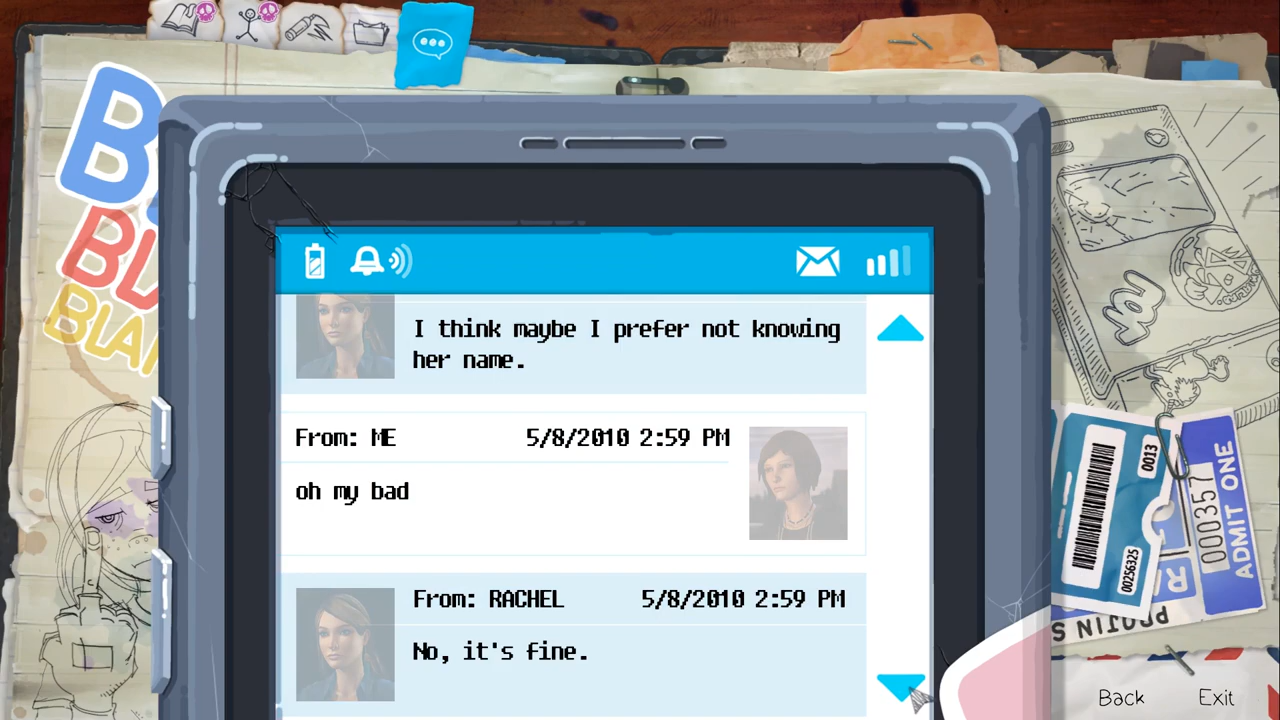 I think maybe I prefer not knowing
her name.
From: ME 5/8/2010 2:59 PM
oh my bad
From: RACHEL 5/8/2010 2:59 PM
No, it's fine.
0013
00256325
000357
ADMIT ONE
Back
Exit